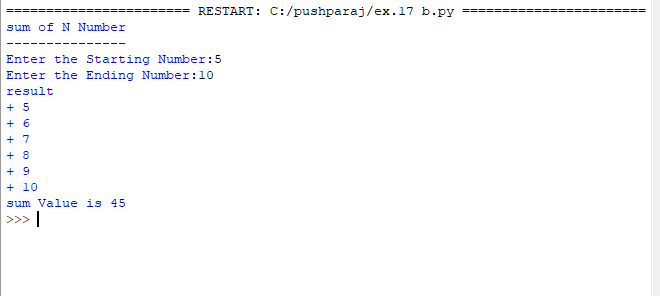 ======================= RESTART: C:/pushparaj/ex.17 b.py =======================
sum of N Number
---------------
Enter the Starting Number:5
Enter the Ending Number:10
result
+ 5
+ 6
+ 7
+ 8
+ 9
+ 10
sum Value is 45
>>>